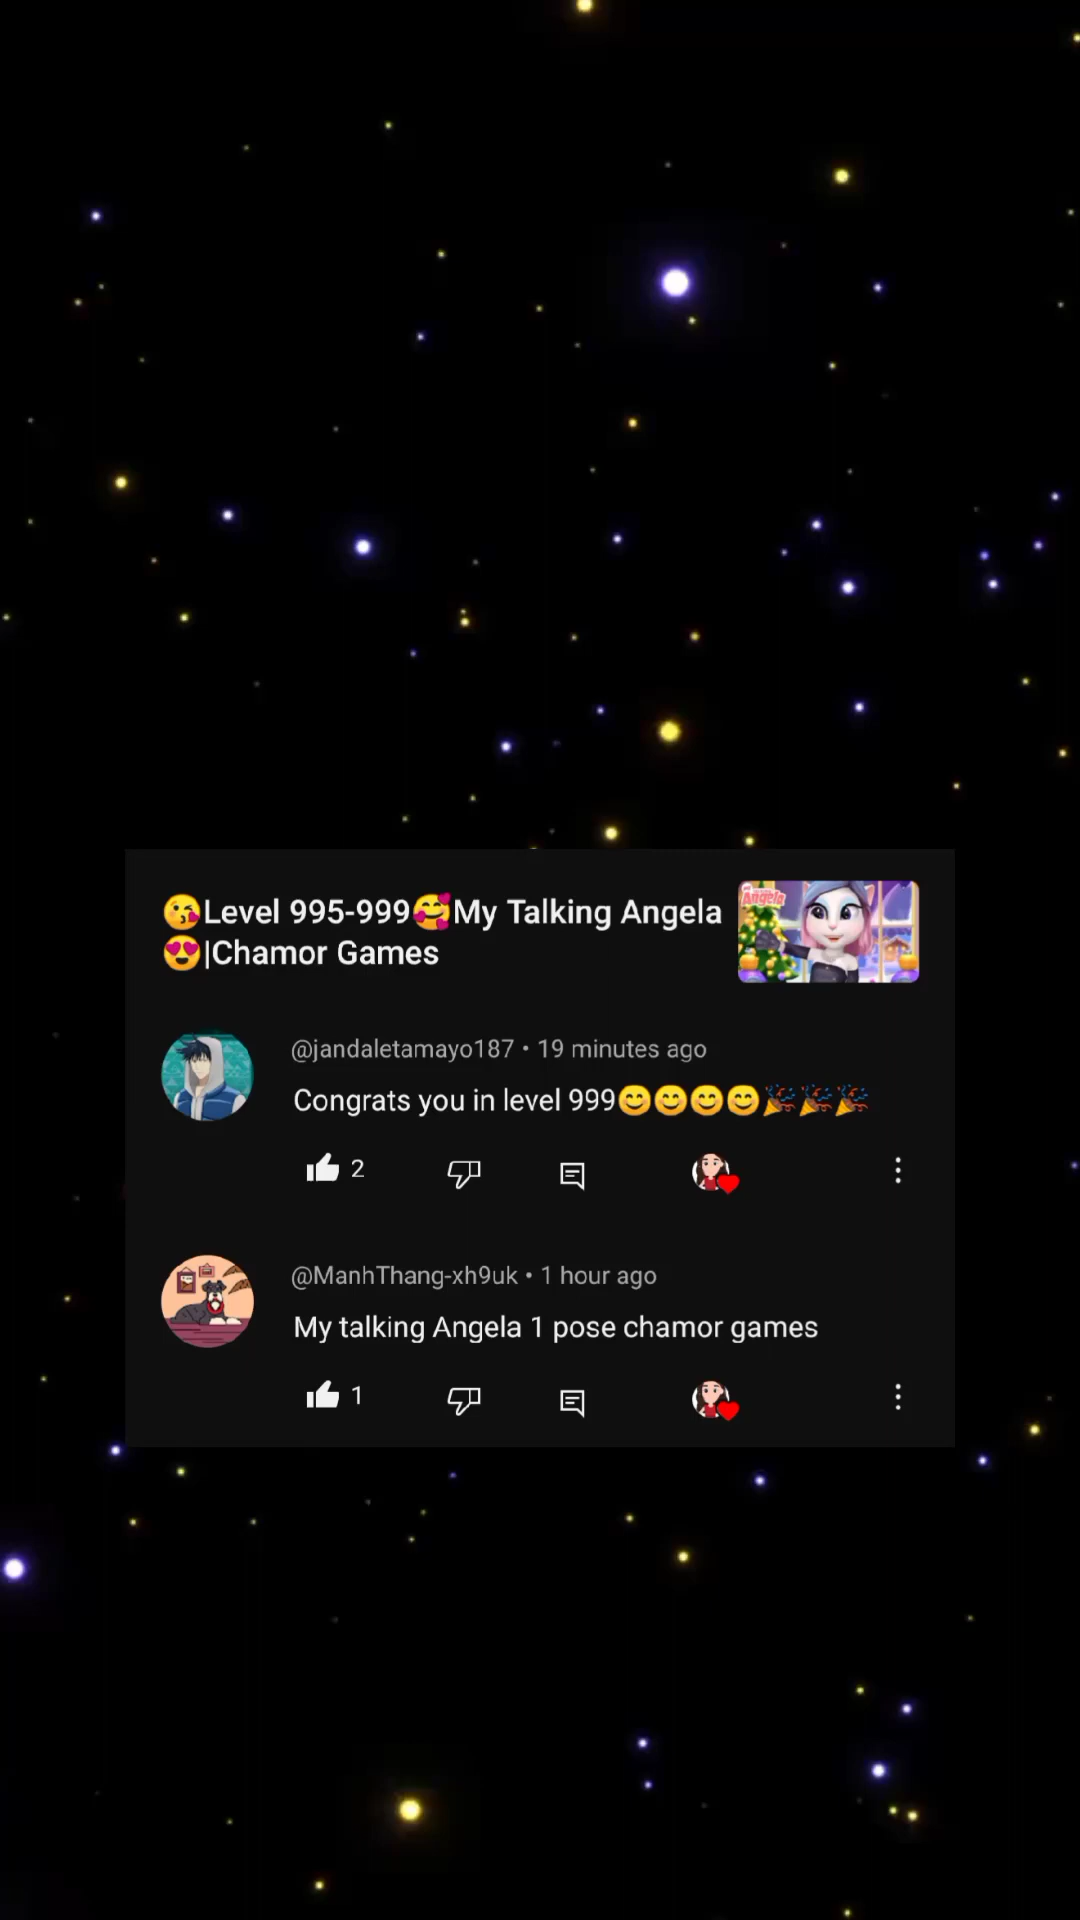 😘Level 995-999🥰My Talking Angela
😍|Chamor Games
Angela
@jandaletamayo187 • 19 minutes ago
Congrats you in level 999😊😊😊😊🎉🎉🎉
2
@ManhThang-xh9uk • 1 hour ago
My talking Angela 1 pose chamor games
1